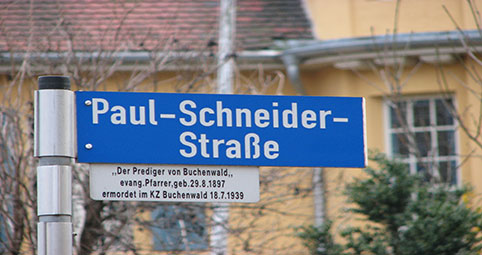 Paul-Schneider-
Straße
„Der Prediger von Buchenwald„
evang.Pfarrer,geb.29.8.1897
ermordet im KZ Buchenwald 18.7.1939